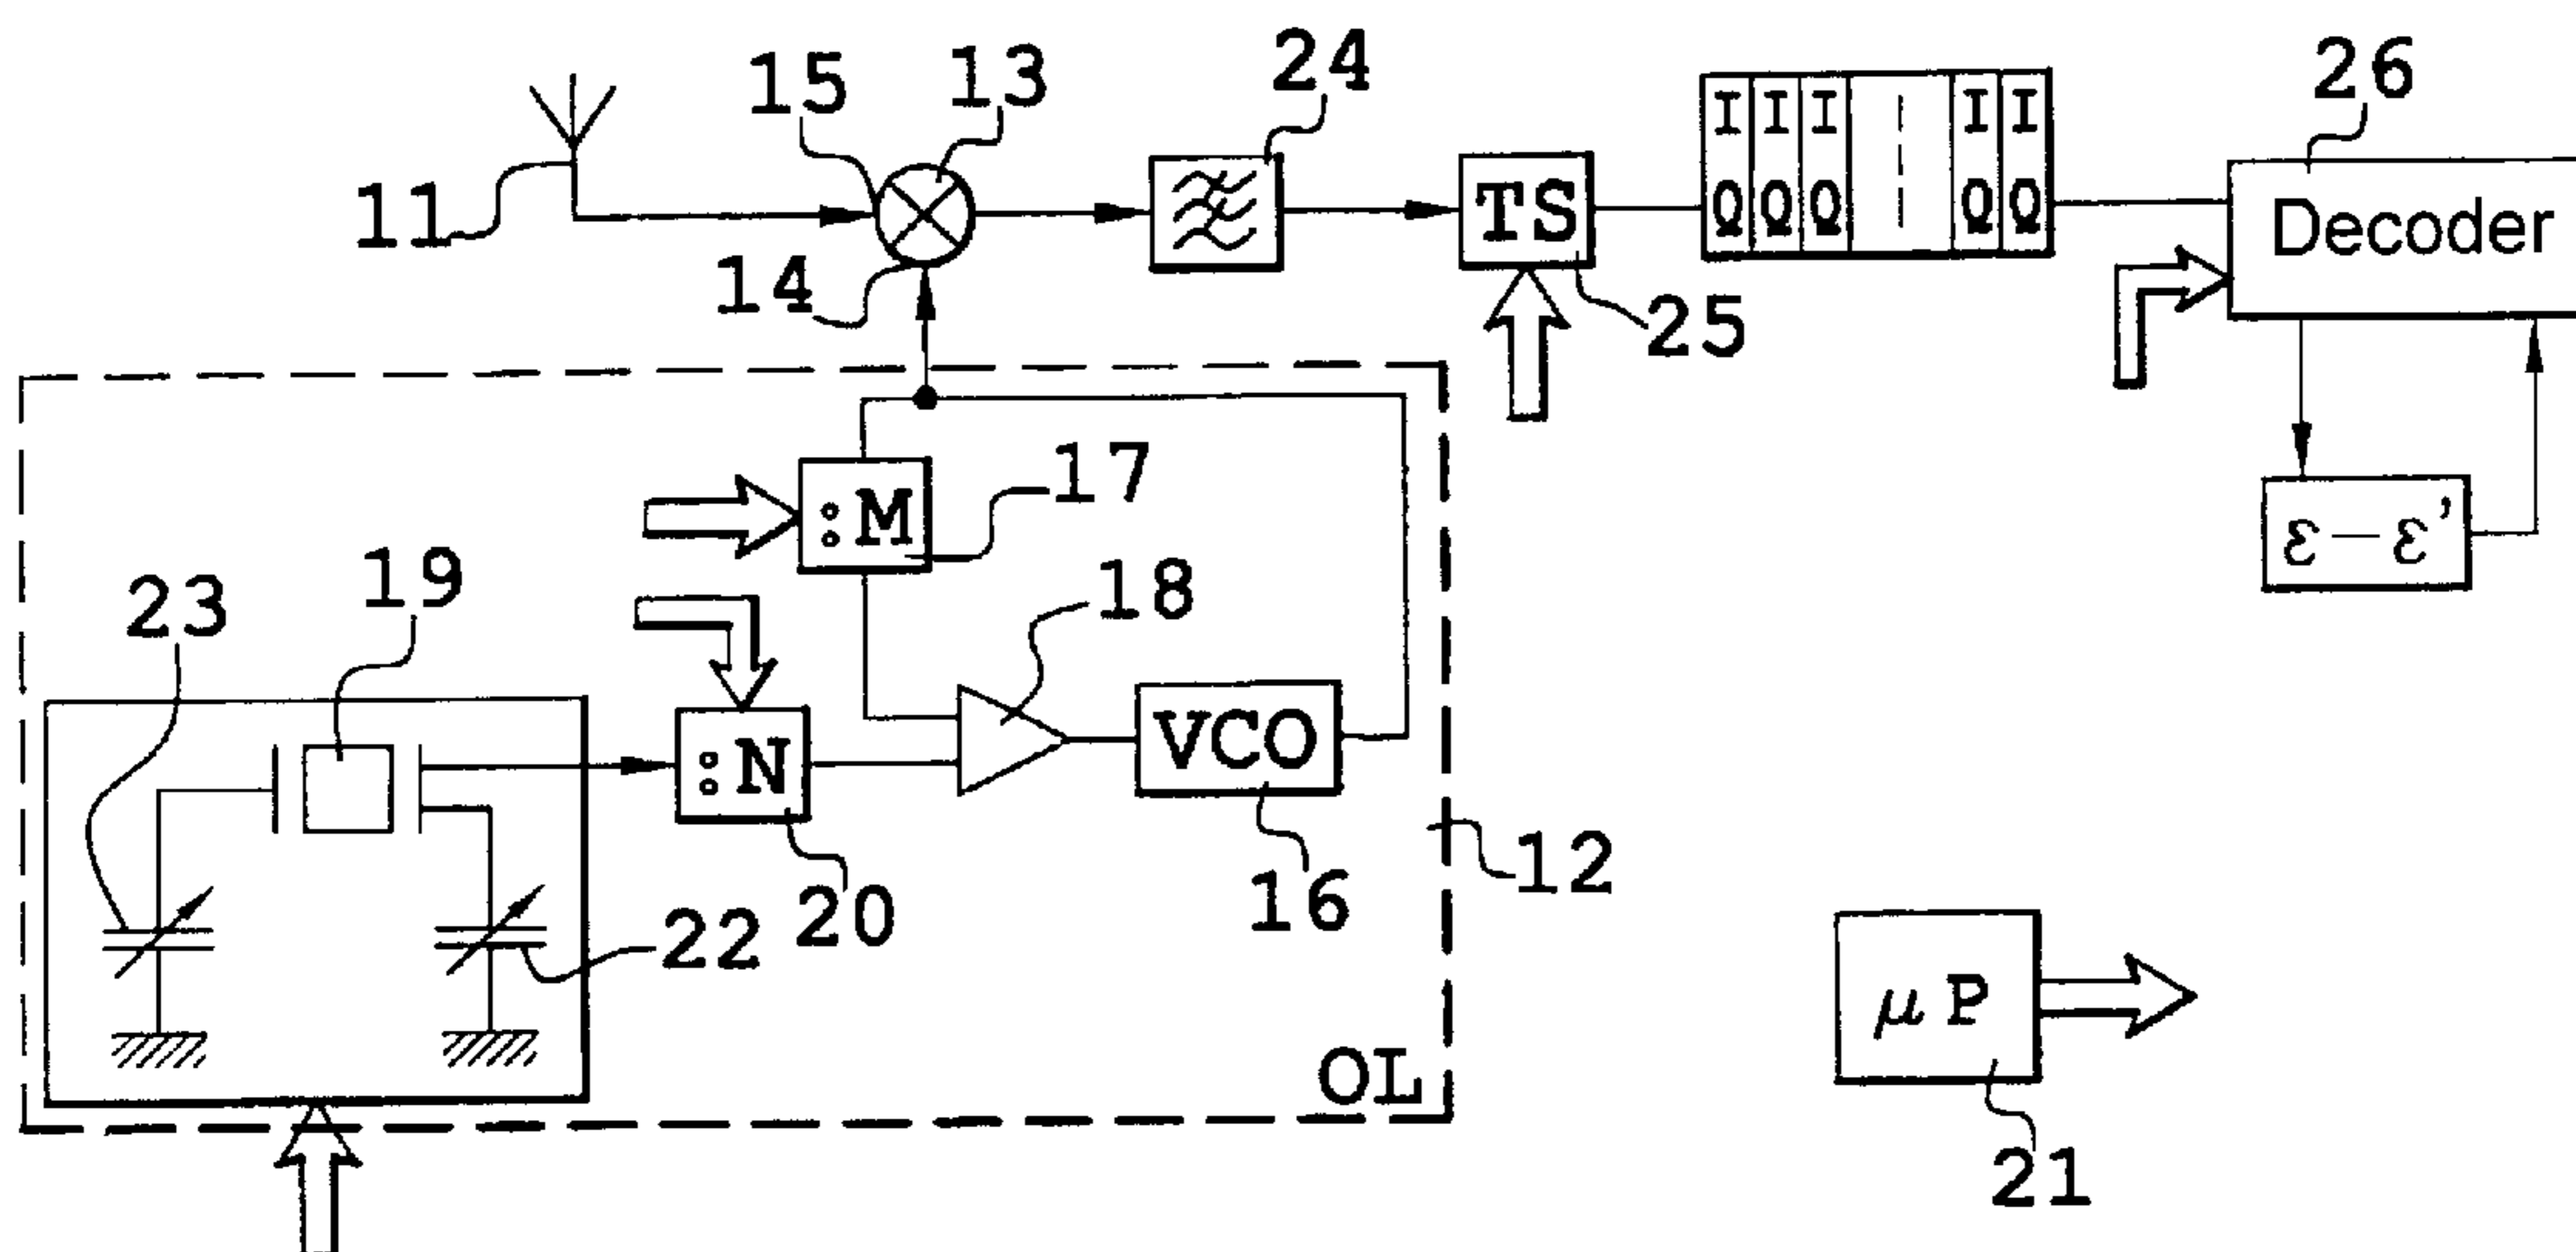 15
13
24
26
11
14
TS
I I I I I
Q Q Q Q Q
Decoder
25
:M
17
ε-ε'
23
19
18
:N
VCO
20
22
16
12
OL
μP
21